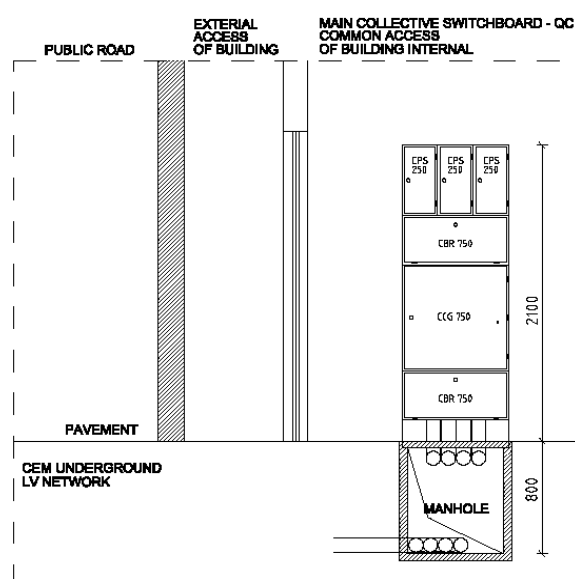 EXTERIAL
ACCESS
OF BUILDING
MAIN COLLECTIVE SWITCHBOARD - QC
COMMON ACCESS
OF BUILDING INTERNAL
PUBLIC ROAD
CPS
250
CPS
250
CPS
250
CBR 750
CCG 750
2100
CBR 750
PAVEMENT
CEM UNDERGROUND
LV NETWORK
MANHOLE
800